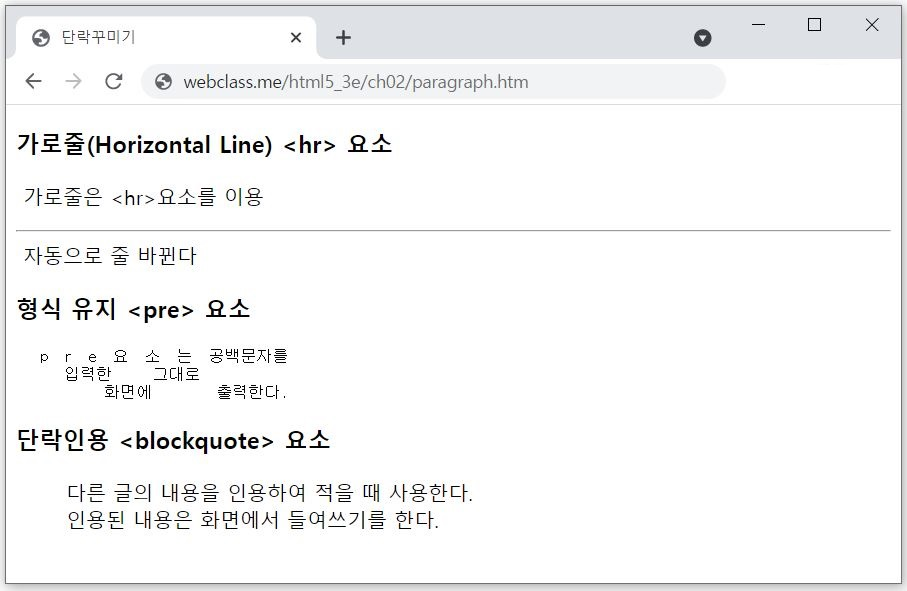 단락꾸미기
webclass.me/html5_3e/ch02/paragraph.htm
가로줄(Horizontal Line) <hr> 요소
가로줄은 <hr>요소를 이용
자동으로 줄 바뀐다
형식 유지 <pre> 요소
p r e 요 소 는 공백문자를
입력한 그대로
화면에 출력한다.
단락인용 <blockquote> 요소
다른 글의 내용을 인용하여 적을 때 사용한다.
인용된 내용은 화면에서 들여쓰기를 한다.